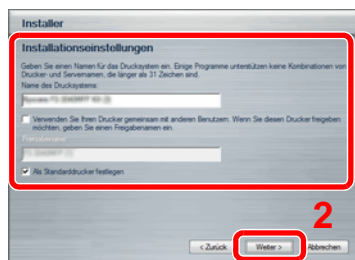 Installer
Installationseinstellungen
Geben Sie einen Namen für das Drucksystem ein. Einige Programme unterstützen keine Kombinationen von
Drucker- und Servernamen, die länger als 31 Zeichen sind.
Name des Drucksystems:
Verwenden Sie Ihren Drucker gemeinsam mit anderen Benutzern. Wenn Sie diesen Drucker freigeben
möchten, geben Sie einen Freigabenamen ein.
Freigabename:
Als Standarddrucker festlegen
2
< Zurück
Weiter >
Abbrechen